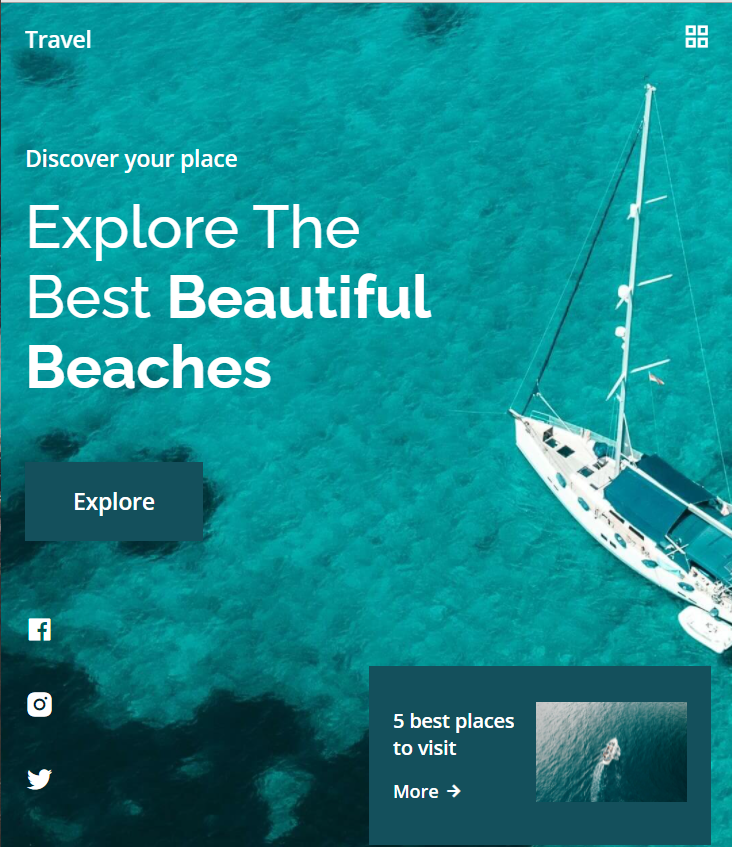 Travel
Discover your place
Explore The
Best Beautiful
Beaches
Explore
5 best places
to visit
More →